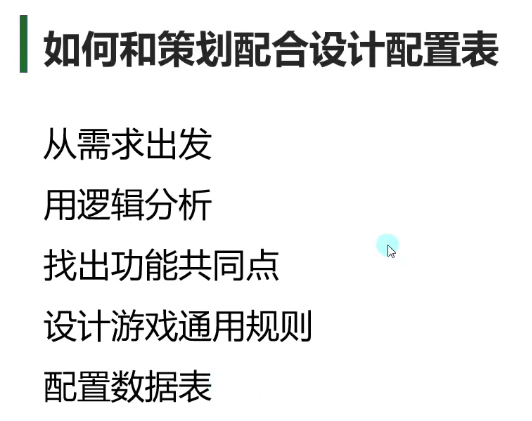 如何和策划配合设计配置表
从需求出发
用逻辑分析
找出功能共同点
设计游戏通用规则
配置数据表